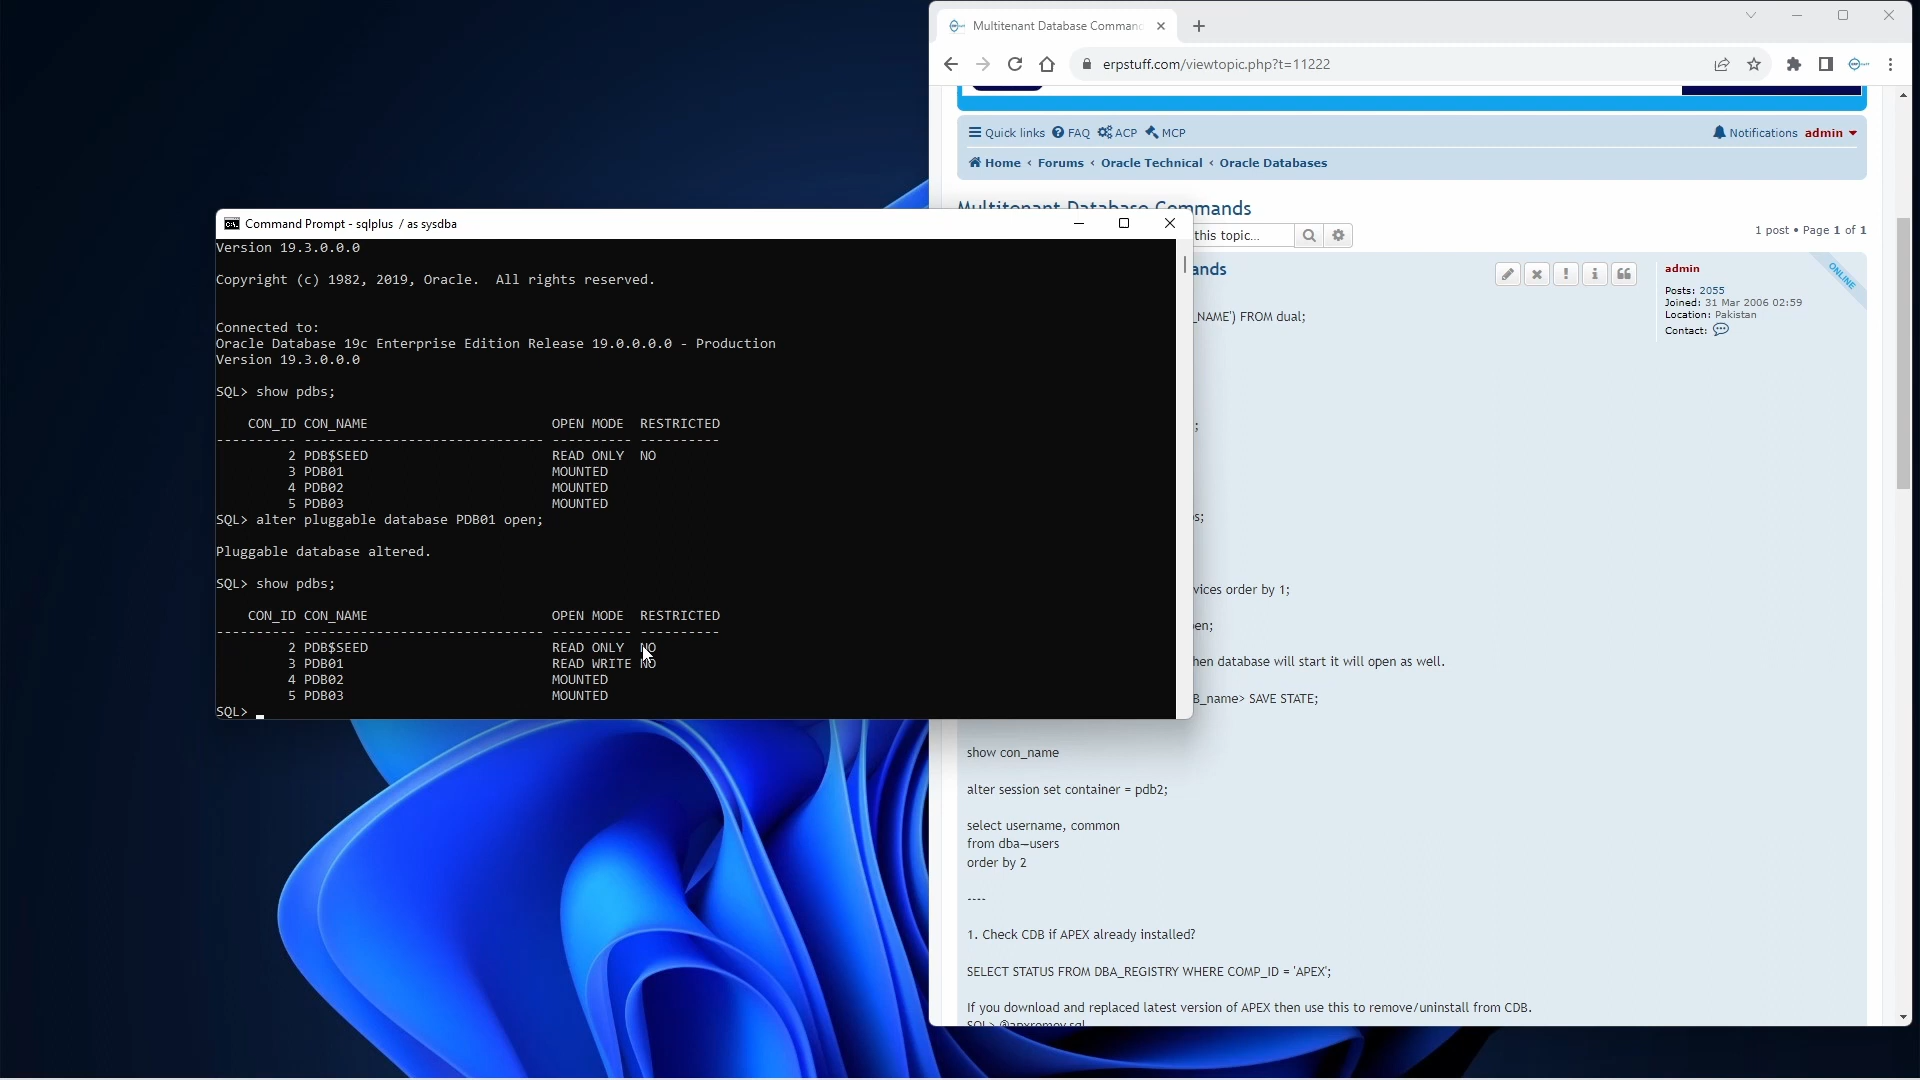 Multitenant Database Comman
erpstuff.com/viewtopic.php?t=11222
Quick links FAQ ACP MCP
Notifications admin
Home ‹ Forums ‹ Oracle Technical ‹ Oracle Databases
Multitenant Database Commands
this topic...
1 post • Page 1 of 1
ands
admin
ONLINE
Posts: 2055
Joined: 31 Mar 2006 02:59
Location: Pakistan
Contact:
_NAME') FROM dual;
;
s;
vices order by 1;
en;
hen database will start it will open as well.
B_name> SAVE STATE;
show con_name
alter session set container = pdb2;
select username, common
from dba—users
order by 2
----
1. Check CDB if APEX already installed?
SELECT STATUS FROM DBA_REGISTRY WHERE COMP_ID = 'APEX';
If you download and replaced latest version of APEX then use this to remove/uninstall from CDB.
Command Prompt - sqlplus / as sysdba
Version 19.3.0.0.0
Copyright (c) 1982, 2019, Oracle.  All rights reserved.
Connected to:
Oracle Database 19c Enterprise Edition Release 19.0.0.0.0 - Production
Version 19.3.0.0.0
SQL> show pdbs;
CON_ID CON_NAME OPEN MODE RESTRICTED
---------- ------------------------------ ---------- ----------
2 PDB$SEED READ ONLY NO
3 PDB01 MOUNTED
4 PDB02 MOUNTED
5 PDB03 MOUNTED
SQL> alter pluggable database PDB01 open;
Pluggable database altered.
SQL> show pdbs;
CON_ID CON_NAME OPEN MODE RESTRICTED
---------- ------------------------------ ---------- ----------
2 PDB$SEED READ ONLY NO
3 PDB01 READ WRITE NO
4 PDB02 MOUNTED
5 PDB03 MOUNTED
SQL>